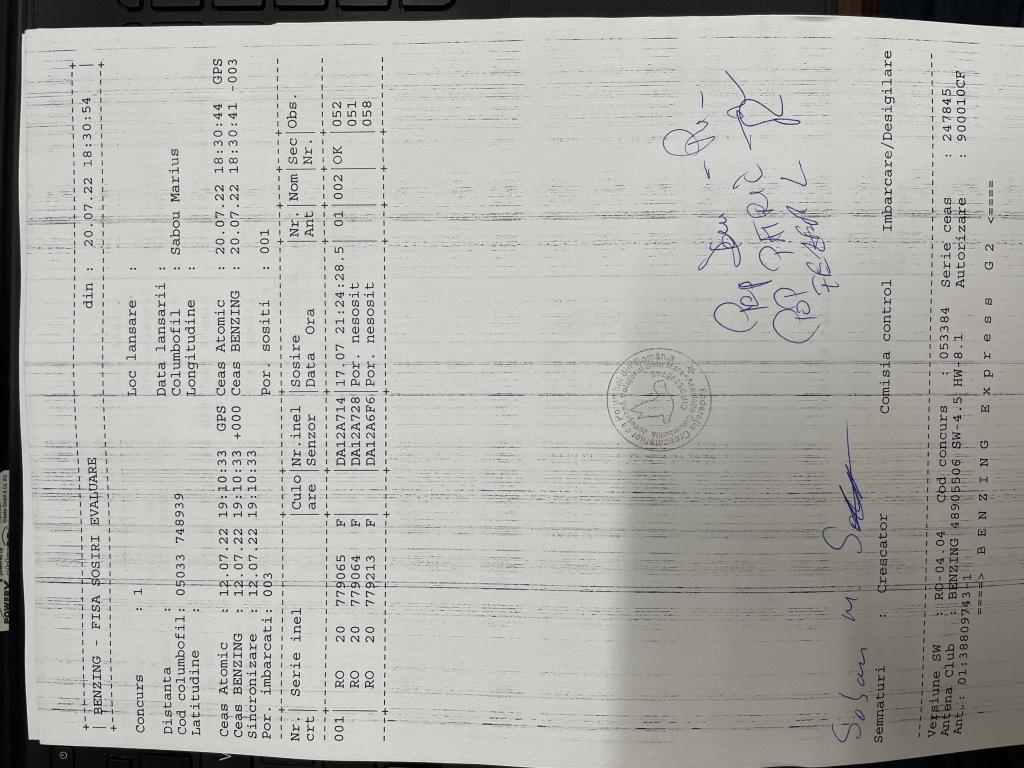 BENZING - FISA SOSIRI EVALUARE din : 20.07.22 18:30:54
Concurs : 1 Loc lansare :
Distanta : Data lansarii :
Cod columbofil: 05033 748939 Columbofil : Sabou Marius
Latitudine : Longitudine :
Ceas Atomic : 12.07.22 19:10:33 GPS Ceas Atomic : 20.07.22 18:30:44 GPS
Ceas BENZING : 12.07.22 19:10:33 +000 Ceas BENZING : 20.07.22 18:30:41 -003
Sincronizare : 12.07.22 19:10:33
Por. imbarcati: 003 Por. sositi : 001
Nr. | Serie inel | Culo | Nr.inel | Sosire | Nr. | Nom | Sec | Obs.
crt | are | Senzor | Data Ora | Ant | Nr. |
001 | RO 20 779065 F | DA12A714 | 17.07 21:24:28.5 | 01 | 002 | OK | 052
RO 20 779064 F | DA12A728 | Por. nesosit | 051
RO 20 779213 F | DA12A6F6 | Por. nesosit | 058
POP PATRIC
POP
Sabau M.
Semnaturi : Crescator Comisia control Imbarcare/Desigilare
Versiune SW : RO-04.04 Cod concurs : 053384 Serie ceas : 247845
Antena Club : BENZING 48905506 SW-4.5 HW-8.1 Autorizare : 900010CF
Ant.: 01:3880974311
====> B E N Z I N G E x p r e s s G 2 <====